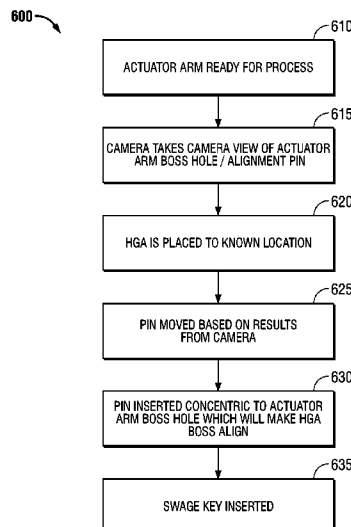 600
610
ACTUATOR ARM READY FOR PROCESS
615
CAMERA TAKES CAMERA VIEW OF ACTUATOR
ARM BOSS HOLE / ALIGNMENT PIN
620
HGA IS PLACED TO KNOWN LOCATION
625
PIN MOVED BASED ON RESULTS
FROM CAMERA
630
PIN INSERTED CONCENTRIC TO ACTUATOR
ARM BOSS HOLE WHICH WILL MAKE HGA
BOSS ALIGN
635
SWAGE KEY INSERTED